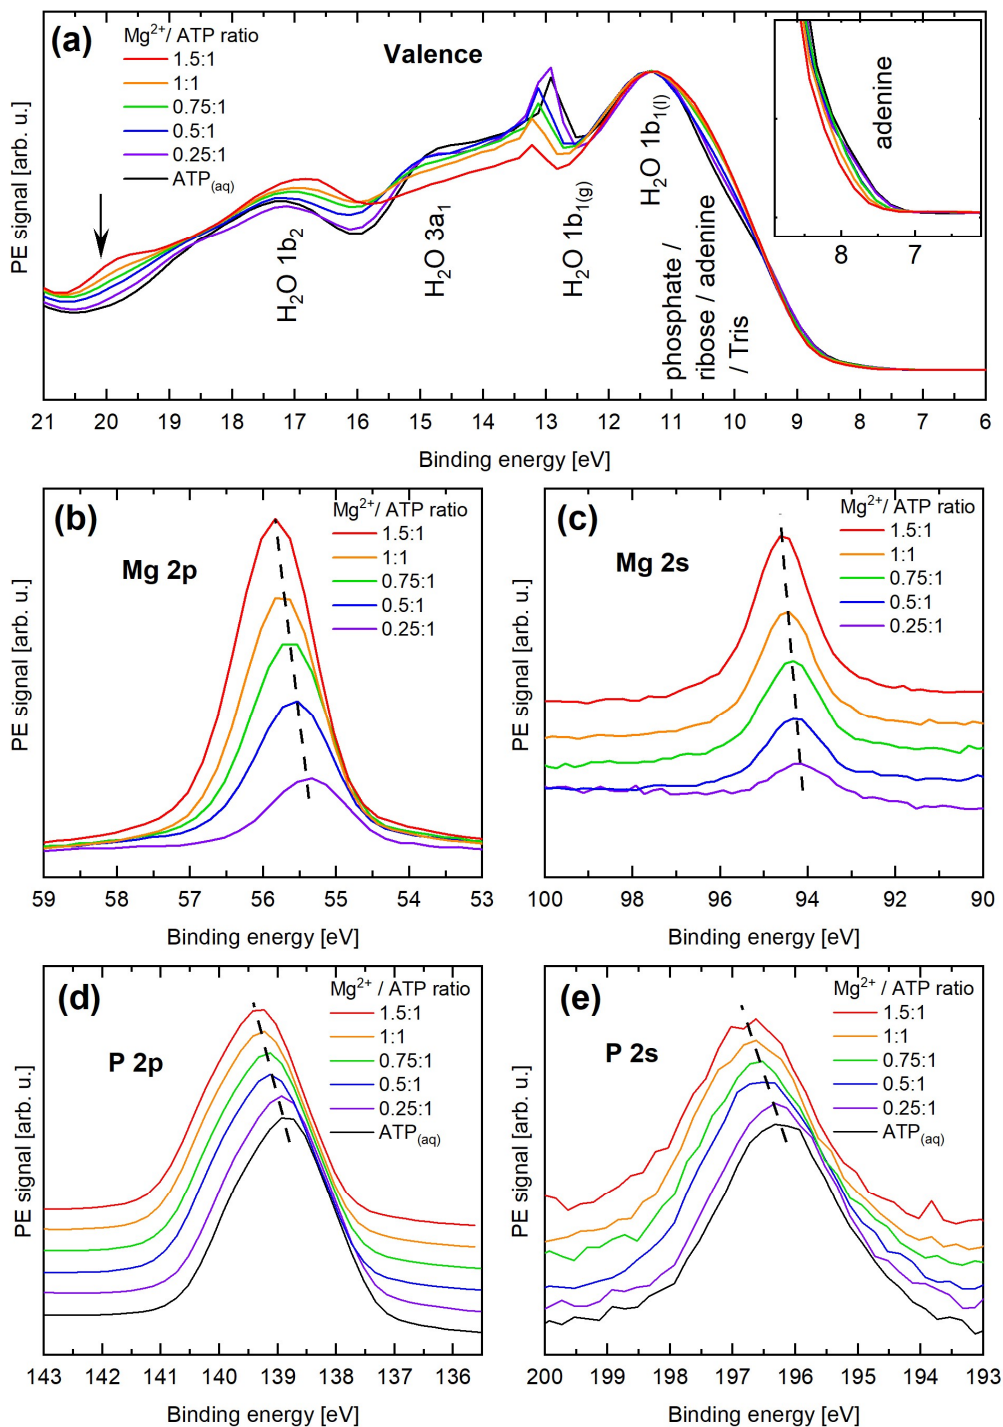 (a)
Mg2+/ ATP ratio
1.5:1
1:1
0.75:1
0.5:1
0.25:1
ATP(aq)
Valence
adenine
8 7
H2O 1b2
H2O 3a1
H2O 1b1(g)
H2O 1b1(l)
phosphate /
ribose / adenine
/ Tris
PE signal [arb. u.]
21 20 19 18 17 16 15 14 13 12 11 10 9 8 7 6
Binding energy [eV]
(b)
Mg 2p
Mg2+/ ATP ratio
1.5:1
1:1
0.75:1
0.5:1
0.25:1
PE signal [arb. u.]
59 58 57 56 55 54 53
Binding energy [eV]
(c)
Mg 2s
Mg2+/ ATP ratio
1.5:1
1:1
0.75:1
0.5:1
0.25:1
PE signal [arb. u.]
100 98 96 94 92 90
Binding energy [eV]
(d)
P 2p
Mg2+ / ATP ratio
1.5:1
1:1
0.75:1
0.5:1
0.25:1
ATP(aq)
PE signal [arb. u.]
143 142 141 140 139 138 137 136
Binding energy [eV]
(e)
P 2s
Mg2+ / ATP ratio
1.5:1
1:1
0.75:1
0.5:1
0.25:1
ATP(aq)
PE signal [arb. u.]
200 199 198 197 196 195 194 193
Binding energy [eV]